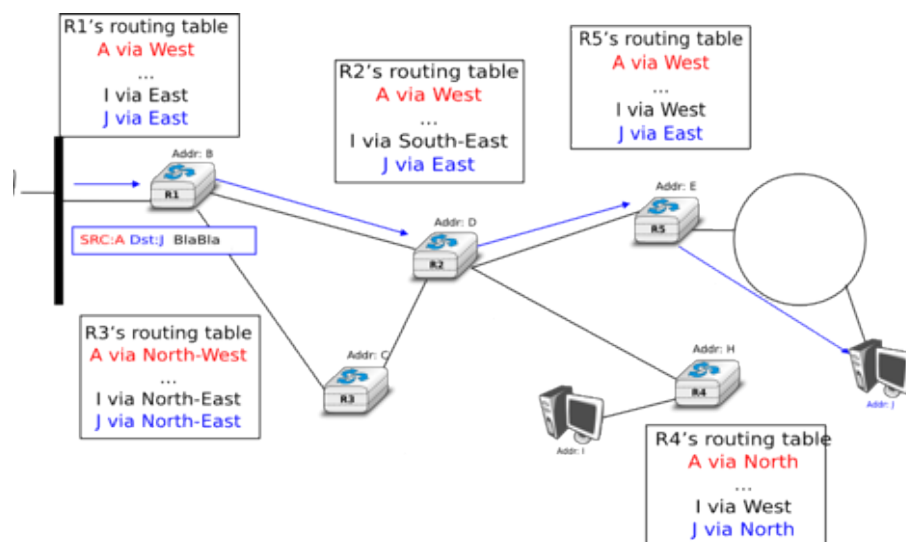 R1's routing table
A via West
...
I via East
J via East
R2's routing table
A via West
...
I via South-East
J via East
R5's routing table
A via West
...
I via West
J via East
Addr: B
R1
SRC:A Dst:J BlaBla
Addr: D
R2
Addr: E
R5
R3's routing table
A via North-West
...
I via North-East
J via North-East
Addr: C
R3
Addr: H
R4
Addr: I
Addr: J
R4's routing table
A via North
...
I via West
J via North